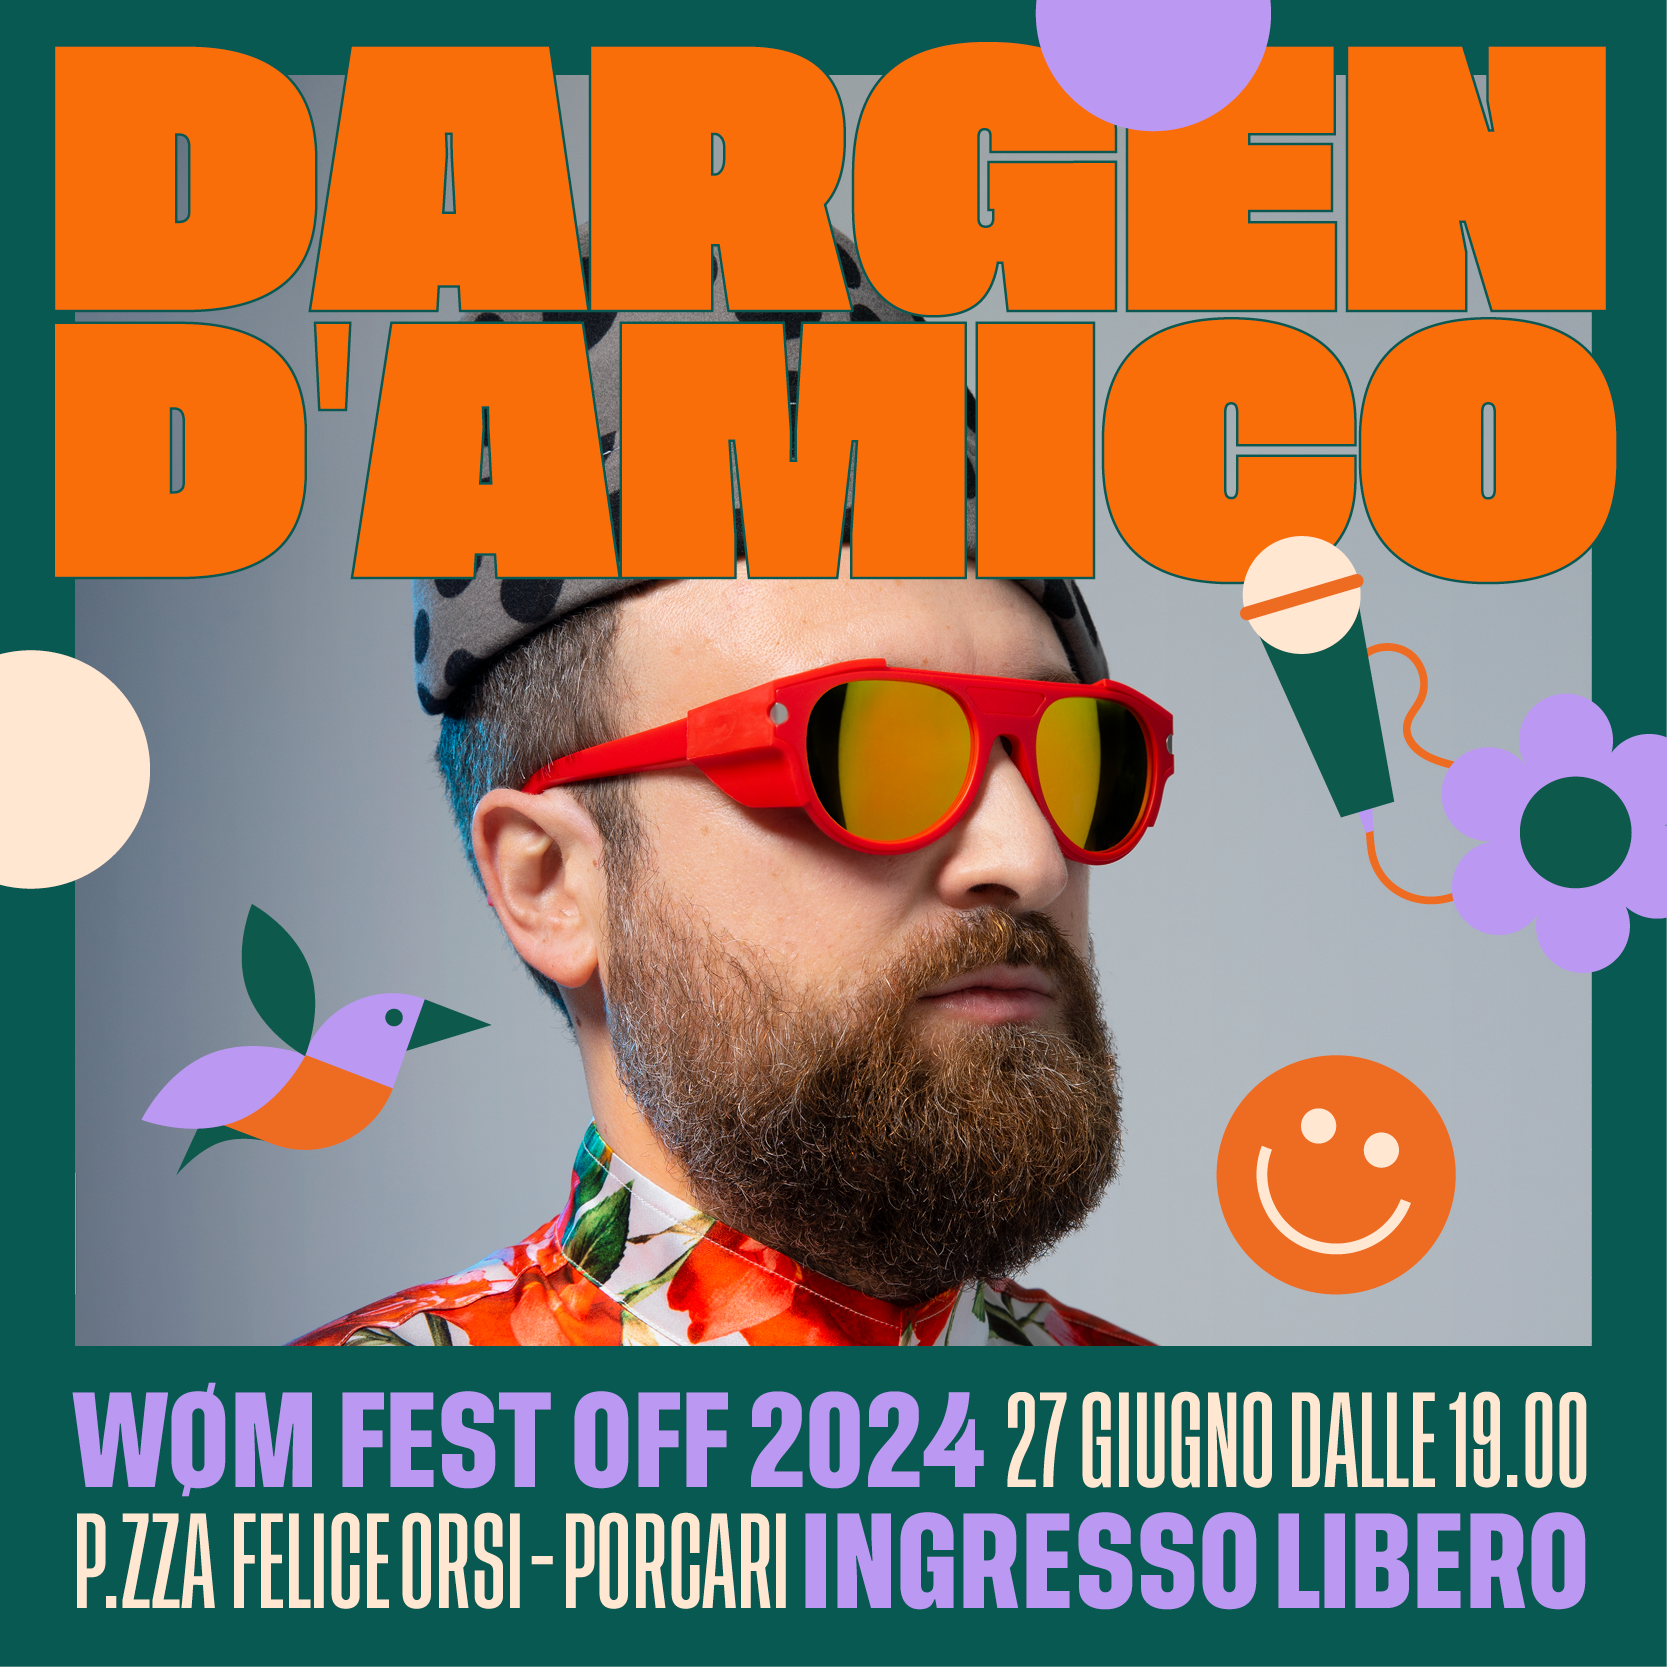 DARGEN
D'AMICO
WØM FEST OFF 2024 27 GIUGNO DALLE 19.00
P.ZZA FELICE ORSI - PORCARI INGRESSO LIBERO